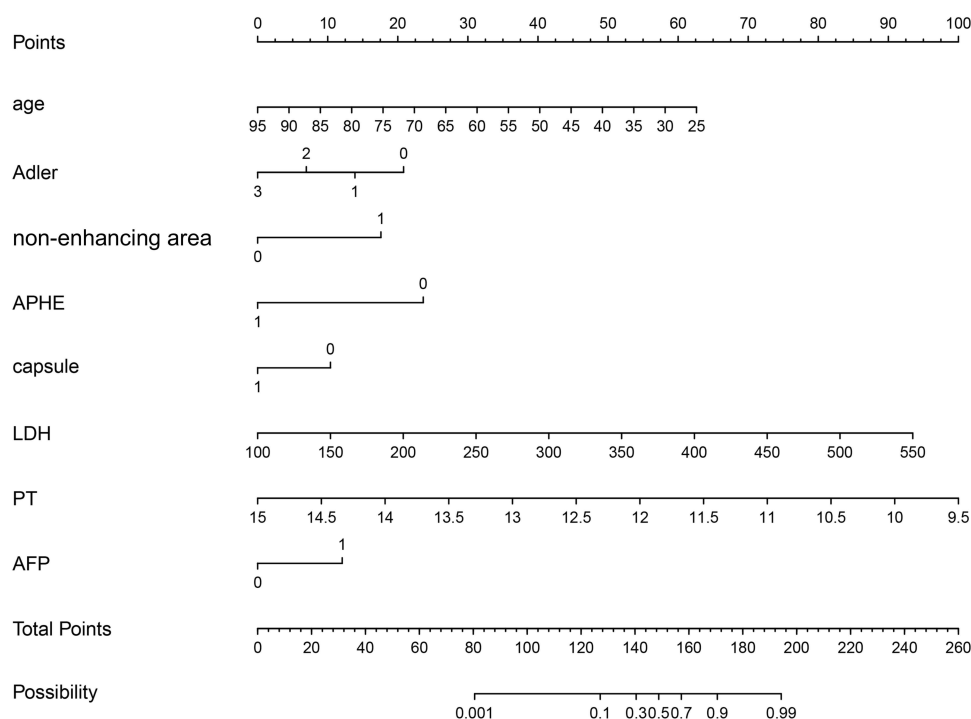 Points 0 10 20 30 40 50 60 70 80 90 100
age 95 90 85 80 75 70 65 60 55 50 45 40 35 30 25
2 0
Adler
3 1
1
non-enhancing area
0
0
APHE
1
0
capsule
1
LDH
100 150 200 250 300 350 400 450 500 550
PT
15 14.5 14 13.5 13 12.5 12 11.5 11 10.5 10 9.5
1
AFP
0
Total Points
0 20 40 60 80 100 120 140 160 180 200 220 240 260
Possibility
0.001 0.1 0.3 0.5 0.7 0.9 0.99